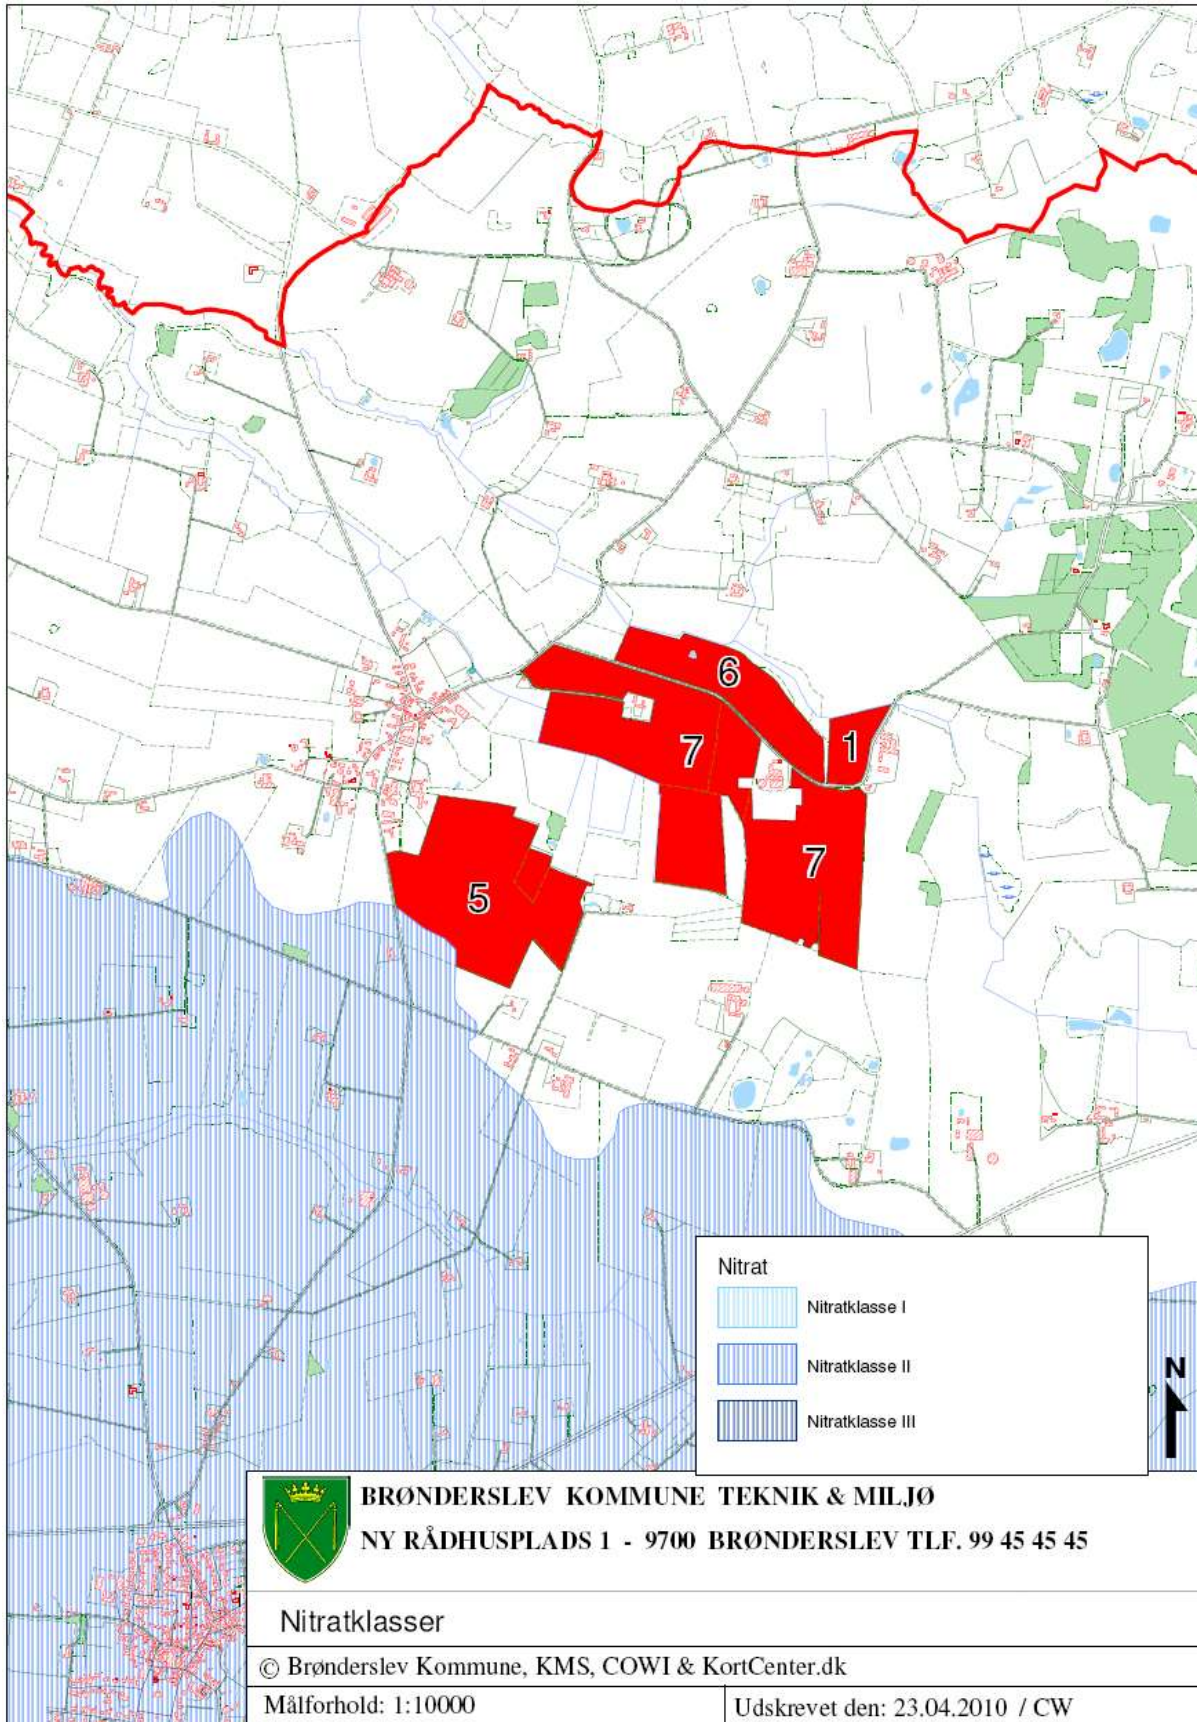 6
1
7
7
5
Nitrat
Nitratklasse I
Nitratklasse II
Nitratklasse III
N
BRØNDERSLEV KOMMUNE TEKNIK & MILJØ
NY RÅDHUSPLADS 1 - 9700 BRØNDERSLEV TLF. 99 45 45 45
Nitratklasser
© Brønderslev Kommune, KMS, COWI & KortCenter.dk
Målforhold: 1:10000
Udskrevet den: 23.04.2010 / CW